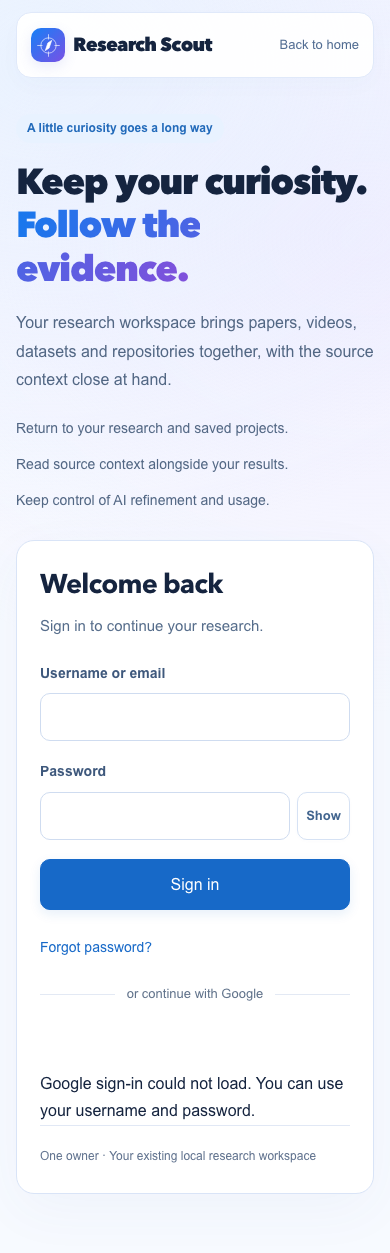 Research Scout
Back to home
A little curiosity goes a long way
Keep your curiosity.
Follow the
evidence.
Your research workspace brings papers, videos,
datasets and repositories together, with the source
context close at hand.
Return to your research and saved projects.
Read source context alongside your results.
Keep control of AI refinement and usage.
Welcome back
Sign in to continue your research.
Username or email
Password
Show
Sign in
Forgot password?
or continue with Google
Google sign-in could not load. You can use
your username and password.
One owner · Your existing local research workspace